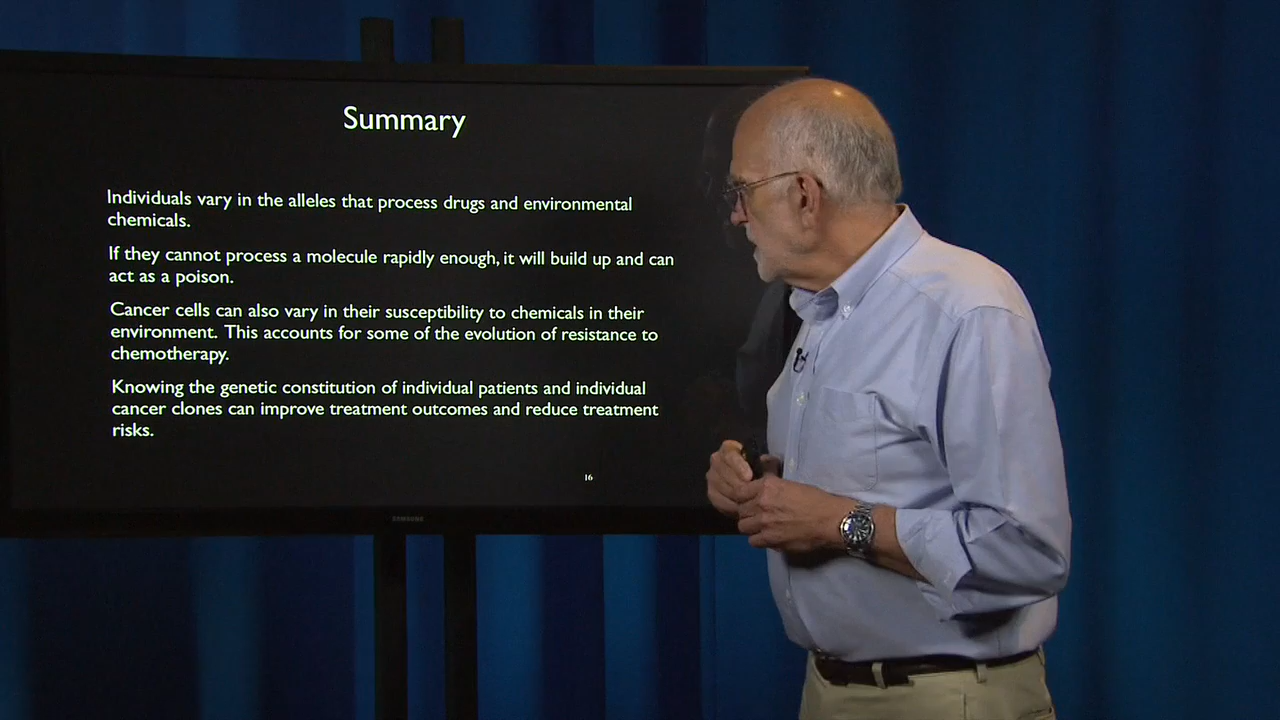 Summary
Individuals vary in the alleles that process drugs and environmental
chemicals.
If they cannot process a molecule rapidly enough, it will build up and can
act as a poison.
Cancer cells can also vary in their susceptibility to chemicals in their
environment. This accounts for some of the evolution of resistance to
chemotherapy.
Knowing the genetic constitution of individual patients and individual
cancer clones can improve treatment outcomes and reduce treatment
risks.
16
SAMSUNG